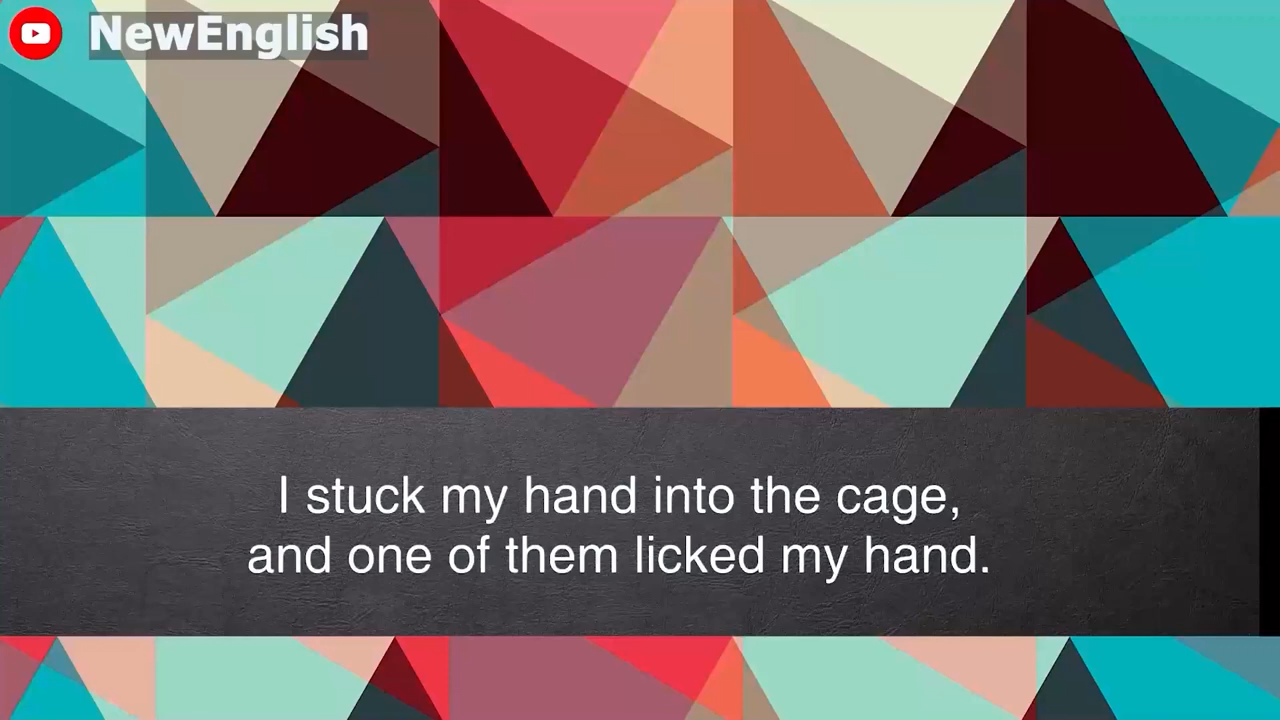 NewEnglish
I stuck my hand into the cage,
and one of them licked my hand.